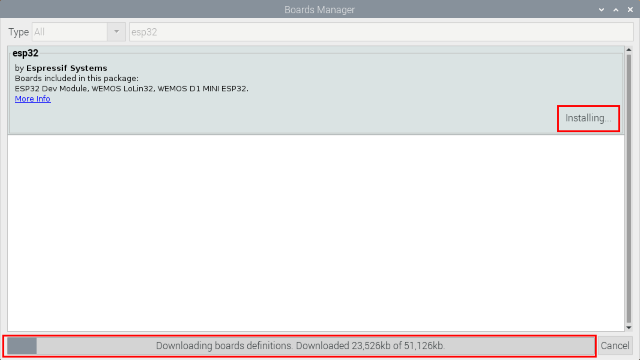 Boards Manager
Type All esp32
esp32
by Espressif Systems
Boards included in this package:
ESP32 Dev Module, WEMOS LoLin32, WEMOS D1 MINI ESP32.
More Info
Installing...
Downloading boards definitions. Downloaded 23,526kb of 51,126kb. Cancel